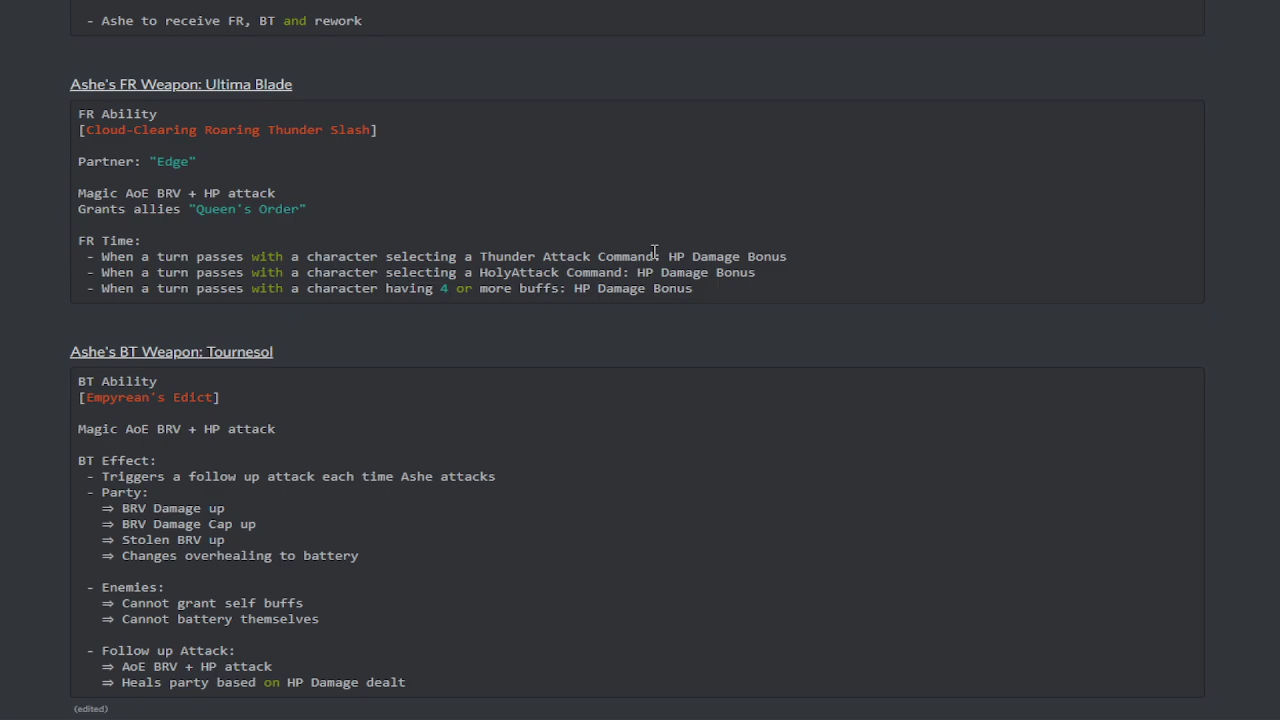 - Ashe to receive FR, BT and rework
Ashe's FR Weapon: Ultima Blade
FR Ability
[Cloud-Clearing Roaring Thunder Slash]
Partner: "Edge"
Magic AoE BRV + HP attack
Grants allies "Queen's Order"
FR Time:
- When a turn passes with a character selecting a Thunder Attack Command: HP Damage Bonus
- When a turn passes with a character selecting a HolyAttack Command: HP Damage Bonus
- When a turn passes with a character having 4 or more buffs: HP Damage Bonus
Ashe's BT Weapon: Tournesol
BT Ability
[Empyrean's Edict]
Magic AoE BRV + HP attack
BT Effect:
- Triggers a follow up attack each time Ashe attacks
- Party:
⇒ BRV Damage up
⇒ BRV Damage Cap up
⇒ Stolen BRV up
⇒ Changes overhealing to battery
- Enemies:
⇒ Cannot grant self buffs
⇒ Cannot battery themselves
- Follow up Attack:
⇒ AoE BRV + HP attack
⇒ Heals party based on HP Damage dealt
(edited)